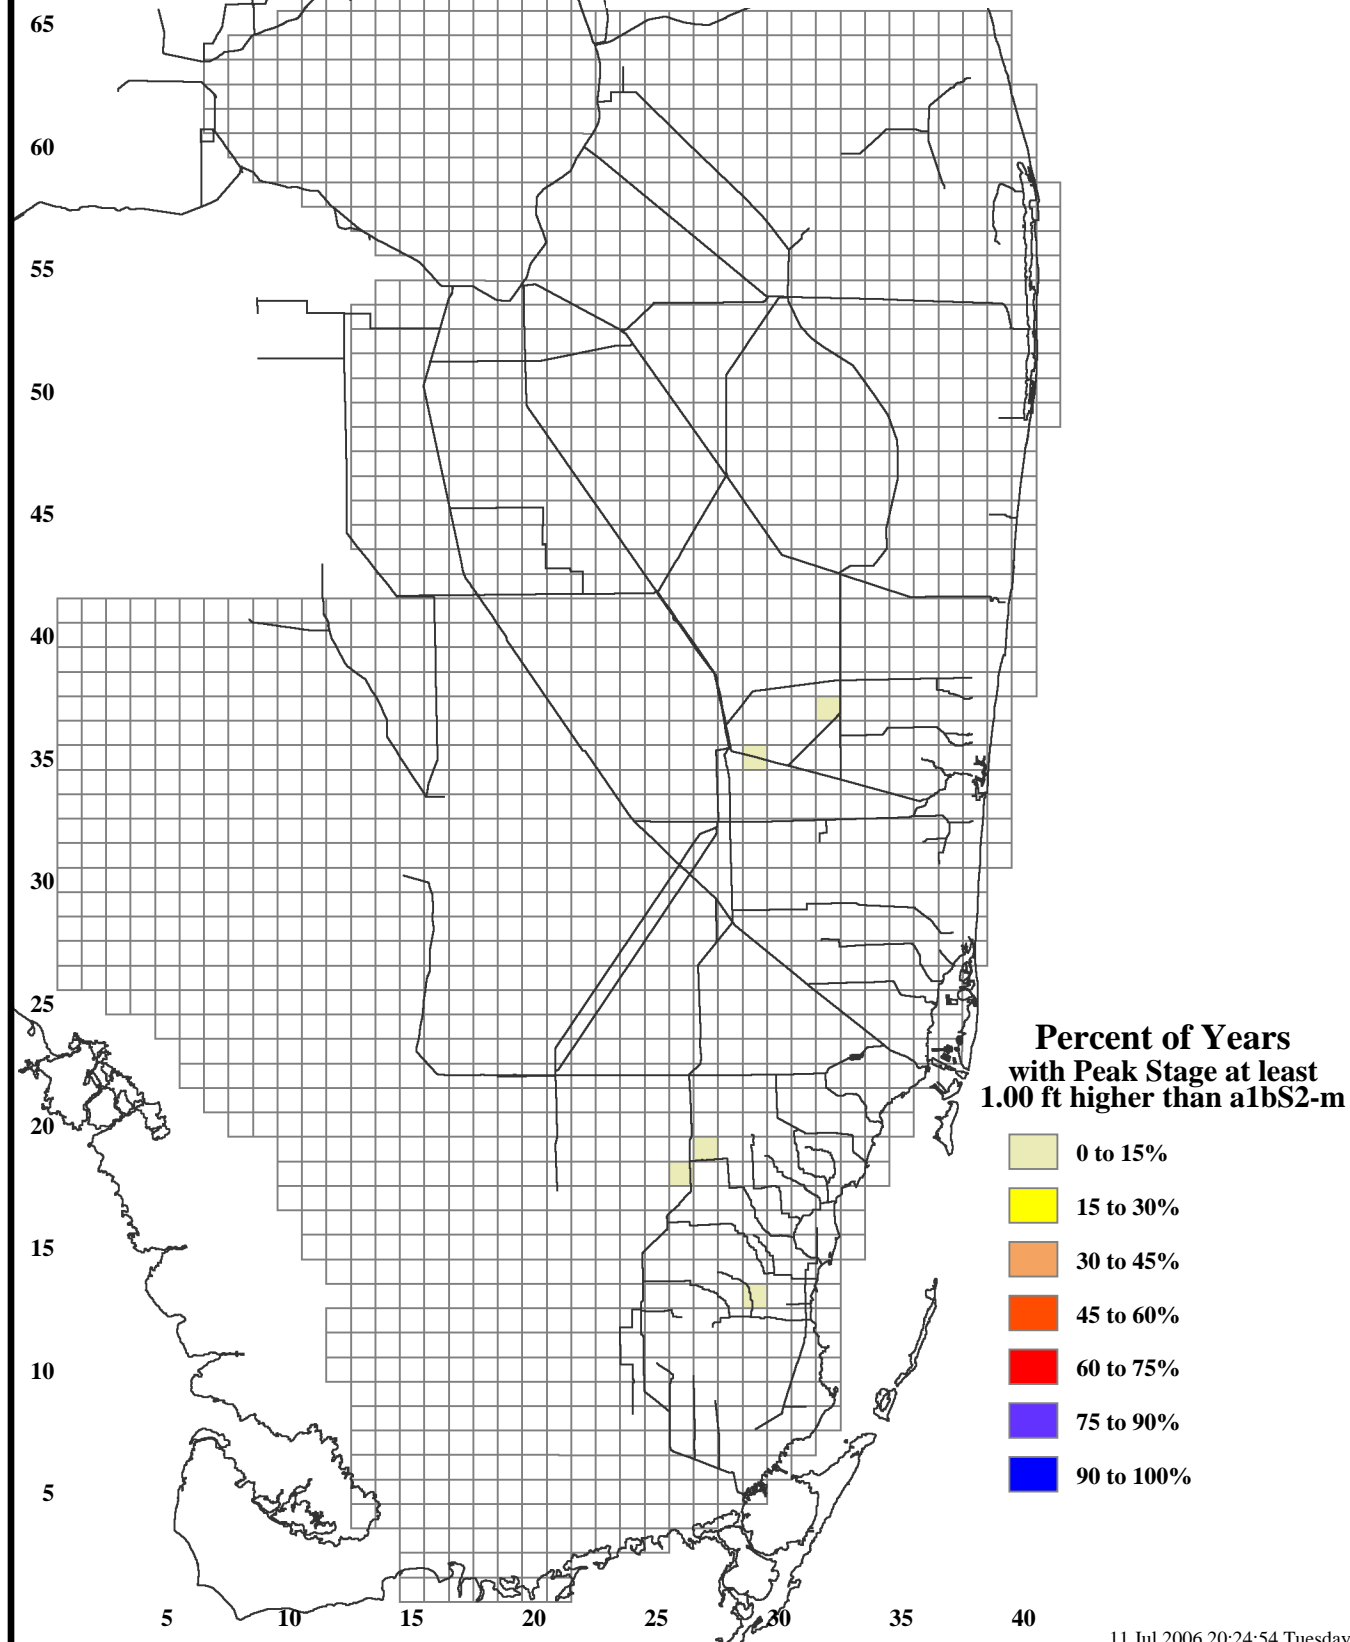 65
60
55
50
45
40
35
30
25
20
15
10
5
5 10 15 20 25 30 35 40
Percent of Years
with Peak Stage at least
1.00 ft higher than a1bS2-m
0 to 15%
15 to 30%
30 to 45%
45 to 60%
60 to 75%
75 to 90%
90 to 100%
11 Jul 2006 20:24:54 Tuesday